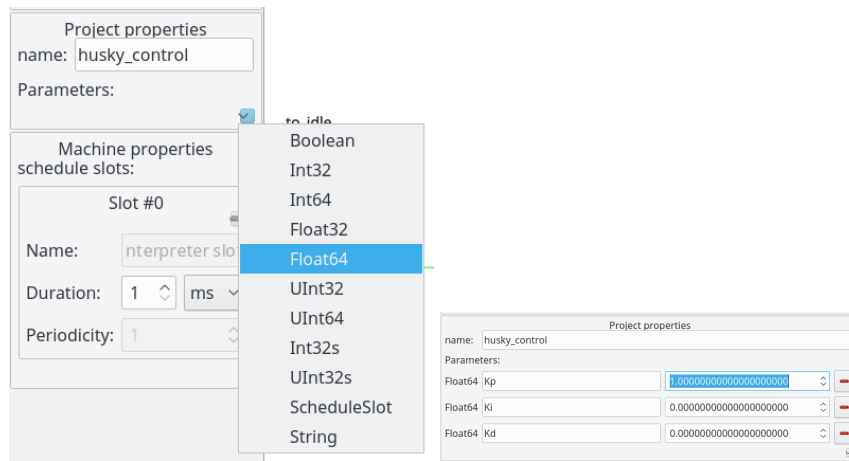 Project properties
name: husky_control
Parameters:
to_idle
Boolean
Int32
Int64
Float32
Float64
UInt32
UInt64
Int32s
UInt32s
ScheduleSlot
String
Machine properties
schedule slots:
Slot #0
Name: nterpreter slo
Duration: 1 ms
Periodicity: 1
Project properties
name: husky_control
Parameters:
Float64 Kp 1.00000000000000000000
Float64 Ki 0.00000000000000000000
Float64 Kd 0.00000000000000000000